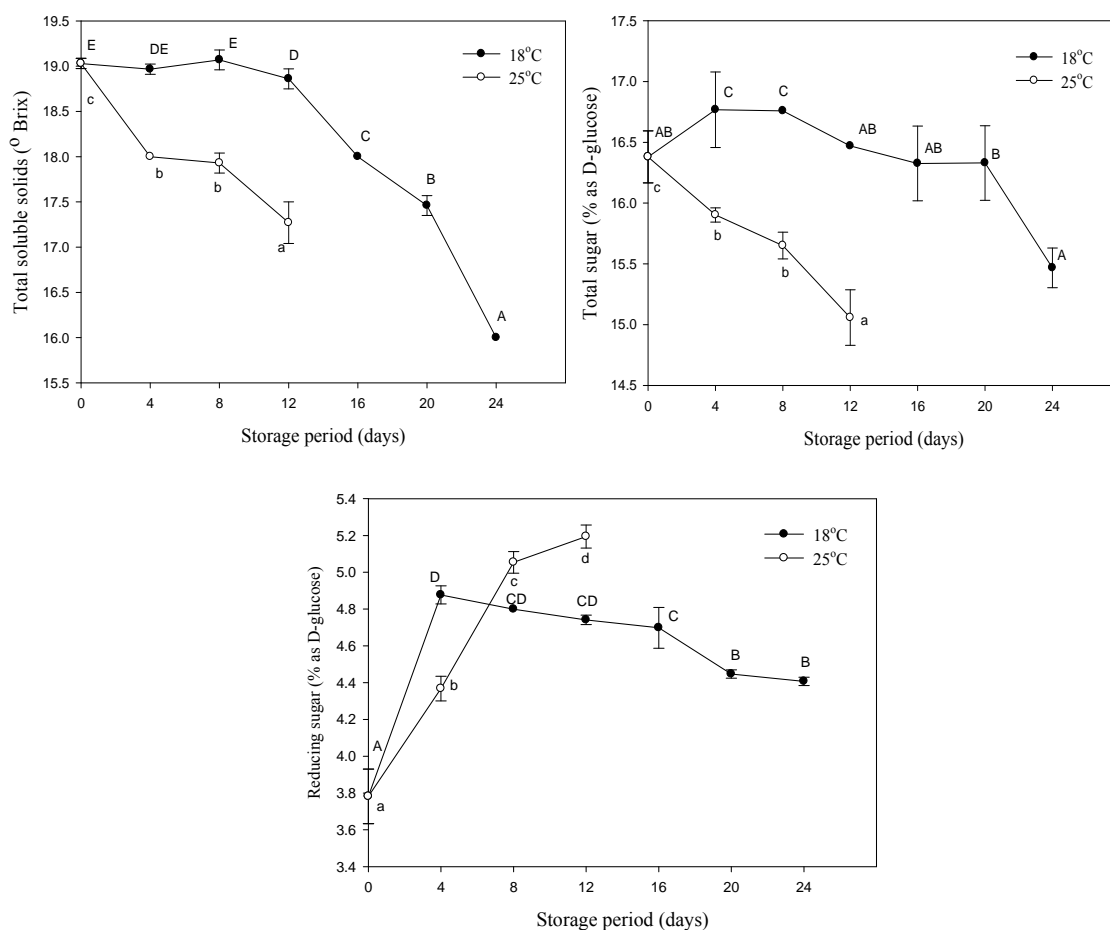 Total soluble solids (° Brix)
19.5
19.0
18.5
18.0
17.5
17.0
16.5
16.0
15.5
E
DE
E
D
C
B
A
c
b
b
a
18°C
25°C
0 4 8 12 16 20 24
Storage period (days)
Total sugar (% as D-glucose)
17.5
17.0
16.5
16.0
15.5
15.0
14.5
AB
C
C
AB
AB
B
A
c
b
b
a
18°C
25°C
0 4 8 12 16 20 24
Storage period (days)
Reducing sugar (% as D-glucose)
5.4
5.2
5.0
4.8
4.6
4.4
4.2
4.0
3.8
3.6
3.4
A
D
CD
CD
C
B
B
a
b
c
d
18°C
25°C
0 4 8 12 16 20 24
Storage period (days)